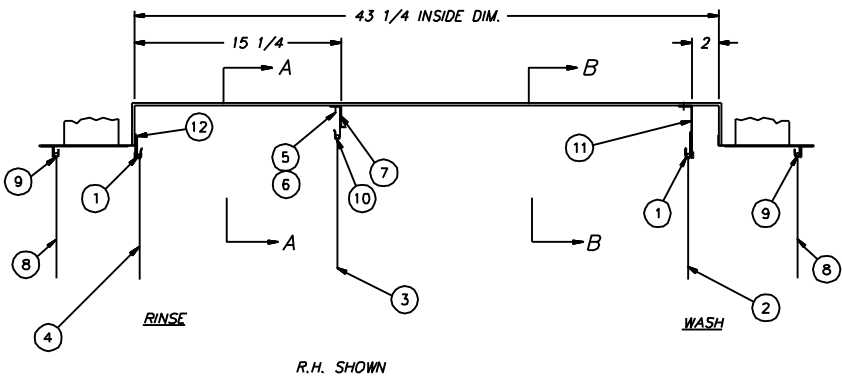 43 1/4 INSIDE DIM.
15 1/4
2
A
B
12
5
7
11
9
1
6
10
1
9
A
B
8
8
3
2
4
RINSE
WASH
R.H. SHOWN